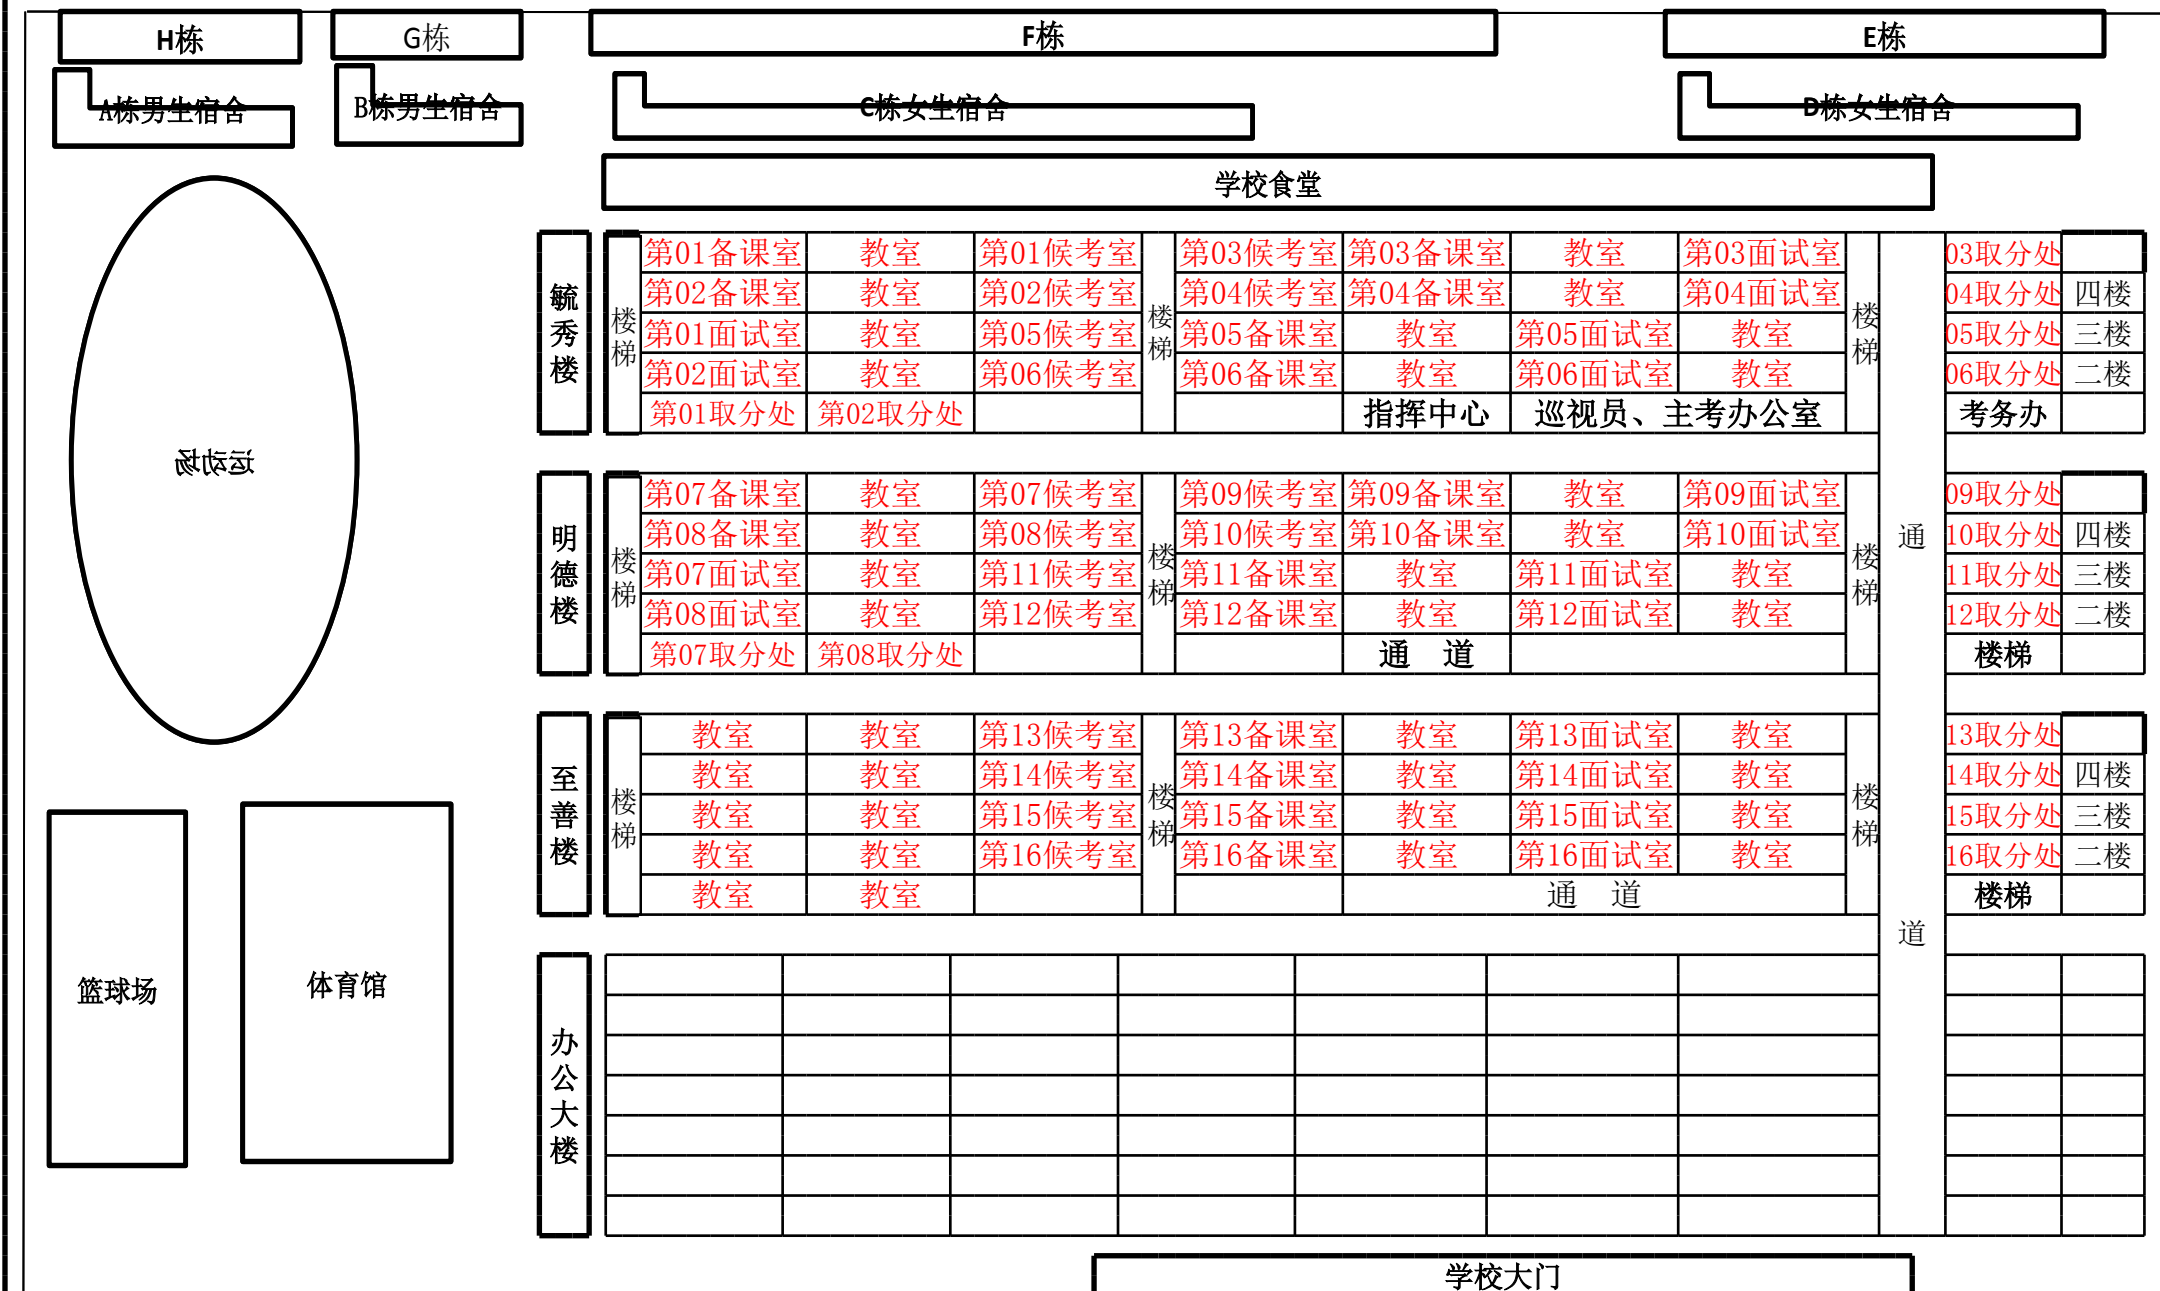 H栋 G栋 F栋 E栋
A栋男生宿舍 B栋男生宿舍 C栋女生宿舍 D栋女生宿舍
学校食堂
毓秀楼
楼梯 楼梯 楼梯
第01备课室 教室 第01候考室 第03候考室 第03备课室 教室 第03面试室 03取分处
第02备课室 教室 第02候考室 第04候考室 第04备课室 教室 第04面试室 04取分处 四楼
第01面试室 教室 第05候考室 第05备课室 教室 第05面试室 教室 05取分处 三楼
第02面试室 教室 第06候考室 第06备课室 教室 第06面试室 教室 06取分处 二楼
第01取分处 第02取分处 指挥中心 巡视员、主考办公室 考务办
运动场
明德楼
楼梯 楼梯 楼梯
第07备课室 教室 第07候考室 第09候考室 第09备课室 教室 第09面试室 09取分处
第08备课室 教室 第08候考室 第10候考室 第10备课室 教室 第10面试室 10取分处 四楼
第07面试室 教室 第11候考室 第11备课室 教室 第11面试室 教室 11取分处 三楼
第08面试室 教室 第12候考室 第12备课室 教室 第12面试室 教室 12取分处 二楼
第07取分处 第08取分处 通 道 楼梯
通 道
至善楼
楼梯 楼梯 楼梯
教室 教室 第13候考室 第13备课室 教室 第13面试室 教室 13取分处
教室 教室 第14候考室 第14备课室 教室 第14面试室 教室 14取分处 四楼
教室 教室 第15候考室 第15备课室 教室 第15面试室 教室 15取分处 三楼
教室 教室 第16候考室 第16备课室 教室 第16面试室 教室 16取分处 二楼
教室 教室 通 道 楼梯
篮球场 体育馆
办公大楼
学校大门